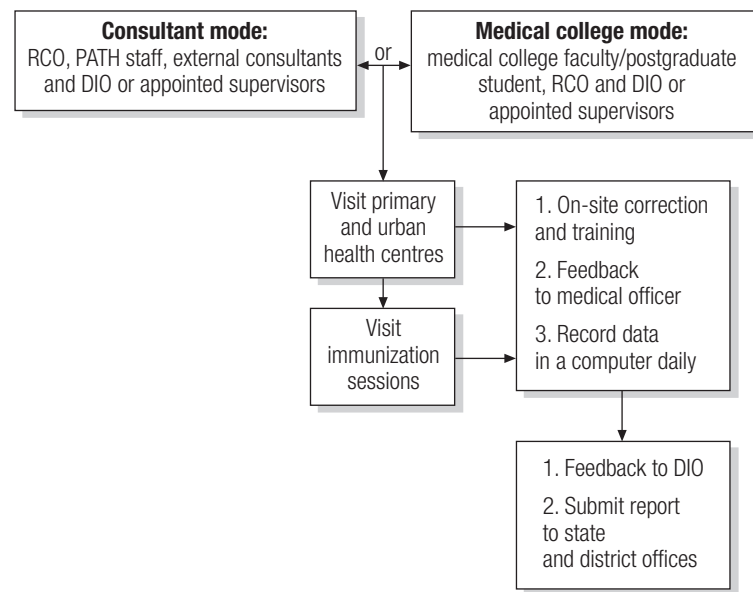 Consultant mode:
RCO, PATH staff, external consultants
and DIO or appointed supervisors
or
Medical college mode:
medical college faculty/postgraduate
student, RCO and DIO or
appointed supervisors
Visit primary
and urban
health centres
1. On-site correction
and training
2. Feedback
to medical officer
3. Record data
in a computer daily
Visit
immunization
sessions
1. Feedback to DIO
2. Submit report
to state
and district offices